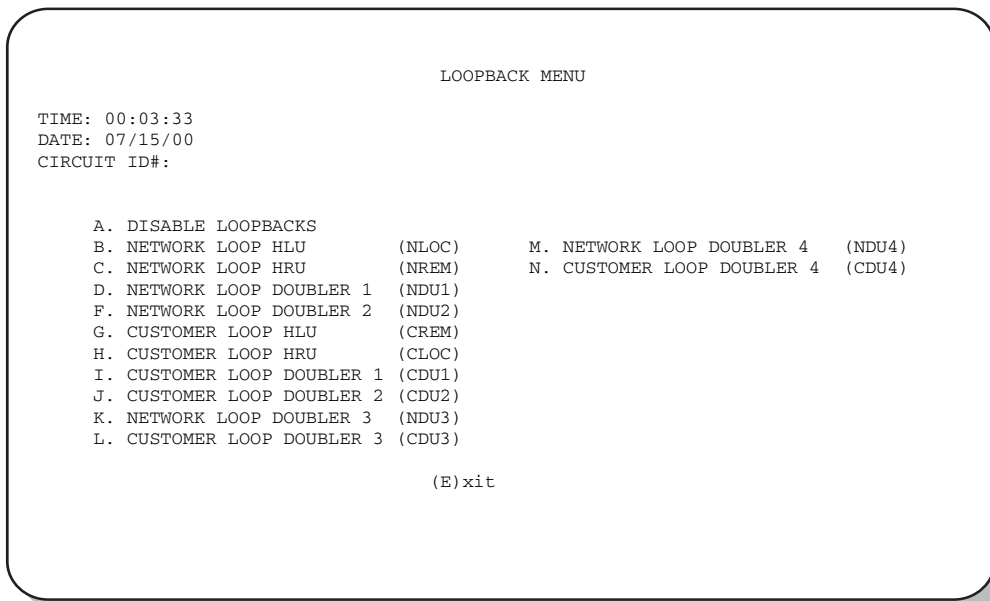 LOOPBACK MENU
TIME: 00:03:33
DATE: 07/15/00
CIRCUIT ID#:
A. DISABLE LOOPBACKS
B. NETWORK LOOP HLU (NLOC) M. NETWORK LOOP DOUBLER 4 (NDU4)
C. NETWORK LOOP HRU (NREM) N. CUSTOMER LOOP DOUBLER 4 (CDU4)
D. NETWORK LOOP DOUBLER 1 (NDU1)
F. NETWORK LOOP DOUBLER 2 (NDU2)
G. CUSTOMER LOOP HLU (CREM)
H. CUSTOMER LOOP HRU (CLOC)
I. CUSTOMER LOOP DOUBLER 1 (CDU1)
J. CUSTOMER LOOP DOUBLER 2 (CDU2)
K. NETWORK LOOP DOUBLER 3 (NDU3)
L. CUSTOMER LOOP DOUBLER 3 (CDU3)
(E)xit